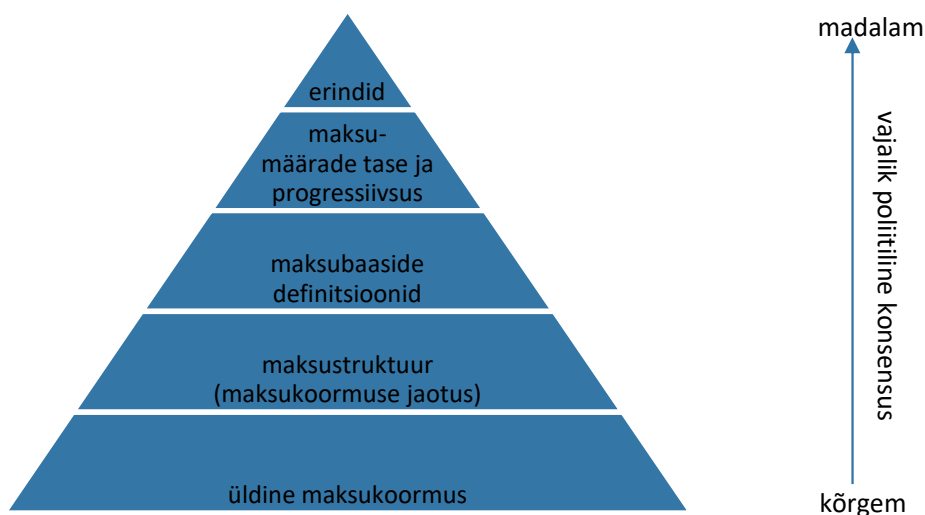 madalam
erindid
maksu-
määrade tase ja
progressiivsus
maksubaaside
definitsioonid
maksustruktuur
(maksukoormuse jaotus)
üldine maksukoormus
vajalik poliitiline konsensus
kõrgem